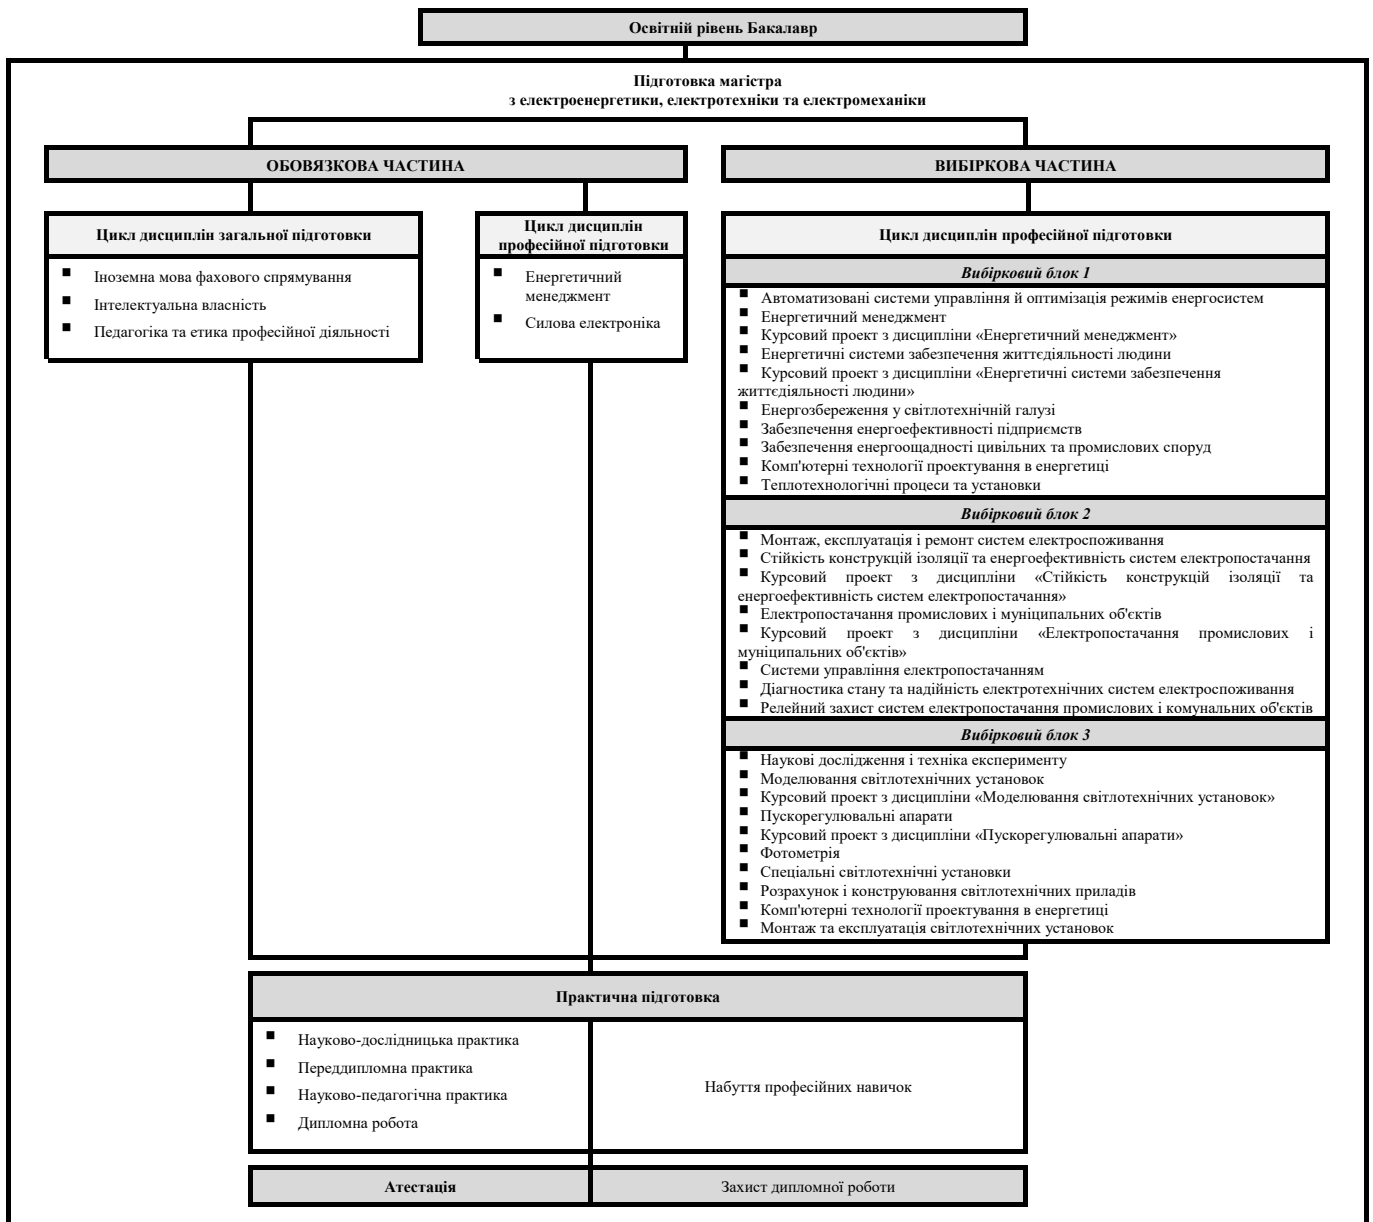 Освітній рівень Бакалавр
Підготовка магістра
з електроенергетики, електротехніки та електромеханіки
ОБОВЯЗКОВА ЧАСТИНА
Цикл дисциплін загальної підготовки
Іноземна мова фахового спрямування
Інтелектуальна власність
Педагогіка та етика професійної діяльності
Цикл дисциплін
професійної підготовки
Енергетичний
менеджмент
Силова електроніка
ВИБІРКОВА ЧАСТИНА
Цикл дисциплін професійної підготовки
Вибірковий блок 1
Автоматизовані системи управління й оптимізація режимів енергосистем
Енергетичний менеджмент
Курсовий проект з дисципліни «Енергетичний менеджмент»
Енергетичні системи забезпечення життєдіяльності людини
Курсовий проект з дисципліни «Енергетичні системи забезпечення
життєдіяльності людини»
Енергозбереження у світлотехнічній галузі
Забезпечення енергоефективності підприємств
Забезпечення енергоощадності цивільних та промислових споруд
Комп'ютерні технології проектування в енергетиці
Теплотехнологічні процеси та установки
Вибірковий блок 2
Монтаж, експлуатація і ремонт систем електроспоживання
Стійкість конструкцій ізоляції та енергоефективність систем електропостачання
Курсовий проект з дисципліни «Стійкість конструкцій ізоляції та
енергоефективність систем електропостачання»
Електропостачання промислових і муніципальних об'єктів
Курсовий проект з дисципліни «Електропостачання промислових і
муніципальних об'єктів»
Системи управління електропостачанням
Діагностика стану та надійність електротехнічних систем електроспоживання
Релейний захист систем електропостачання промислових і комунальних об'єктів
Вибірковий блок 3
Наукові дослідження і техніка експерименту
Моделювання світлотехнічних установок
Курсовий проект з дисципліни «Моделювання світлотехнічних установок»
Пускорегулювальні апарати
Курсовий проект з дисципліни «Пускорегулювальні апарати»
Фотометрія
Спеціальні світлотехнічні установки
Розрахунок і конструювання світлотехнічних приладів
Комп'ютерні технології проектування в енергетиці
Монтаж та експлуатація світлотехнічних установок
Практична підготовка
Науково-дослідницька практика
Переддипломна практика
Науково-педагогічна практика
Дипломна робота
Набуття професійних навичок
Атестація
Захист дипломної роботи